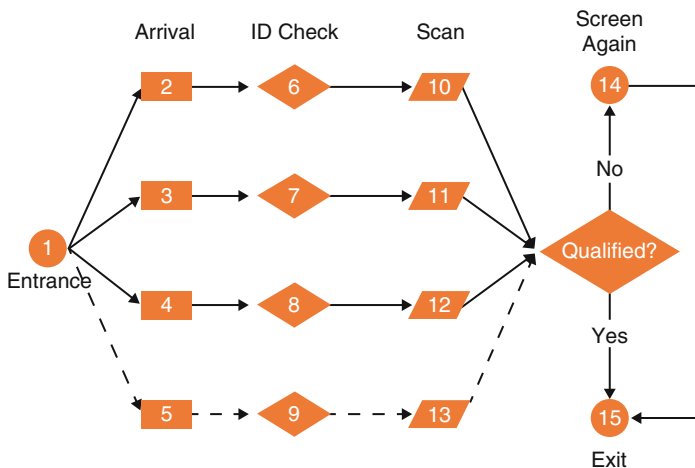 Arrival
ID Check
Scan
Screen
Again
2
6
10
14
No
3
7
11
1
Entrance
Qualified?
4
8
12
Yes
5
9
13
15
Exit